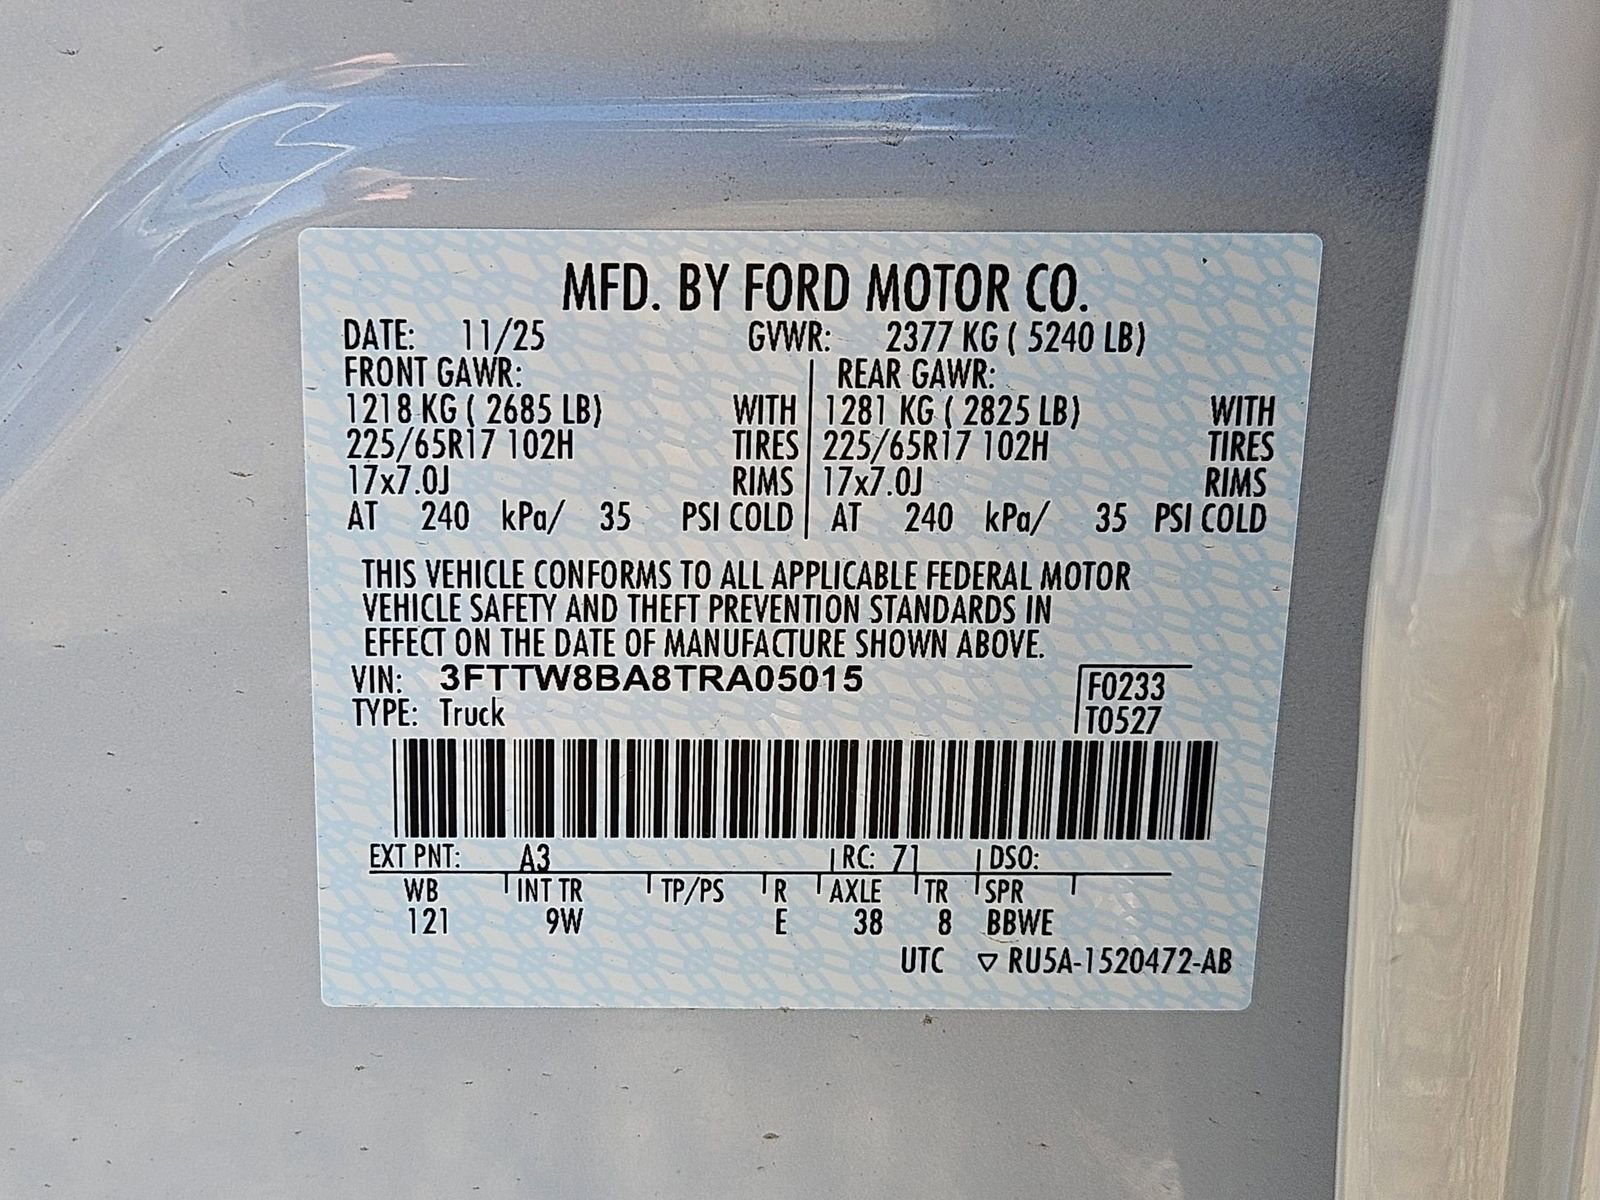 MFD. BY FORD MOTOR CO.
DATE: 11/25 GVWR: 2377 KG ( 5240 LB)
FRONT GAWR: REAR GAWR:
1218 KG ( 2685 LB) WITH 1281 KG ( 2825 LB) WITH
225/65R17 102H TIRES 225/65R17 102H TIRES
17x7.0J RIMS 17x7.0J RIMS
AT 240 kPa/ 35 PSI COLD AT 240 kPa/ 35 PSI COLD
THIS VEHICLE CONFORMS TO ALL APPLICABLE FEDERAL MOTOR
VEHICLE SAFETY AND THEFT PREVENTION STANDARDS IN
EFFECT ON THE DATE OF MANUFACTURE SHOWN ABOVE.
VIN: 3FTTW8BA8TRA05015 F0233
TYPE: Truck T0527
EXT PNT: A3 RC: 71 DSO:
WB INT TR TP/PS R AXLE TR SPR
121 9W E 38 8 BBWE
UTC ▽ RU5A-1520472-AB